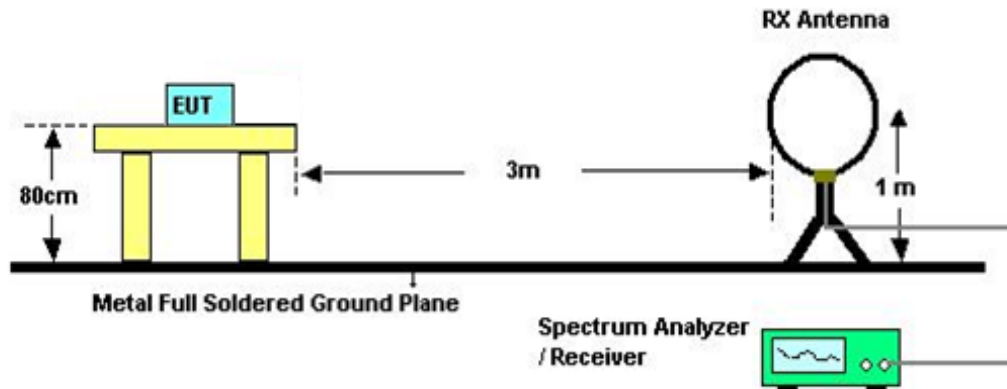 RX Antenna
EUT
3m
80cm
1 m
Metal Full Soldered Ground Plane
Spectrum Analyzer
/ Receiver